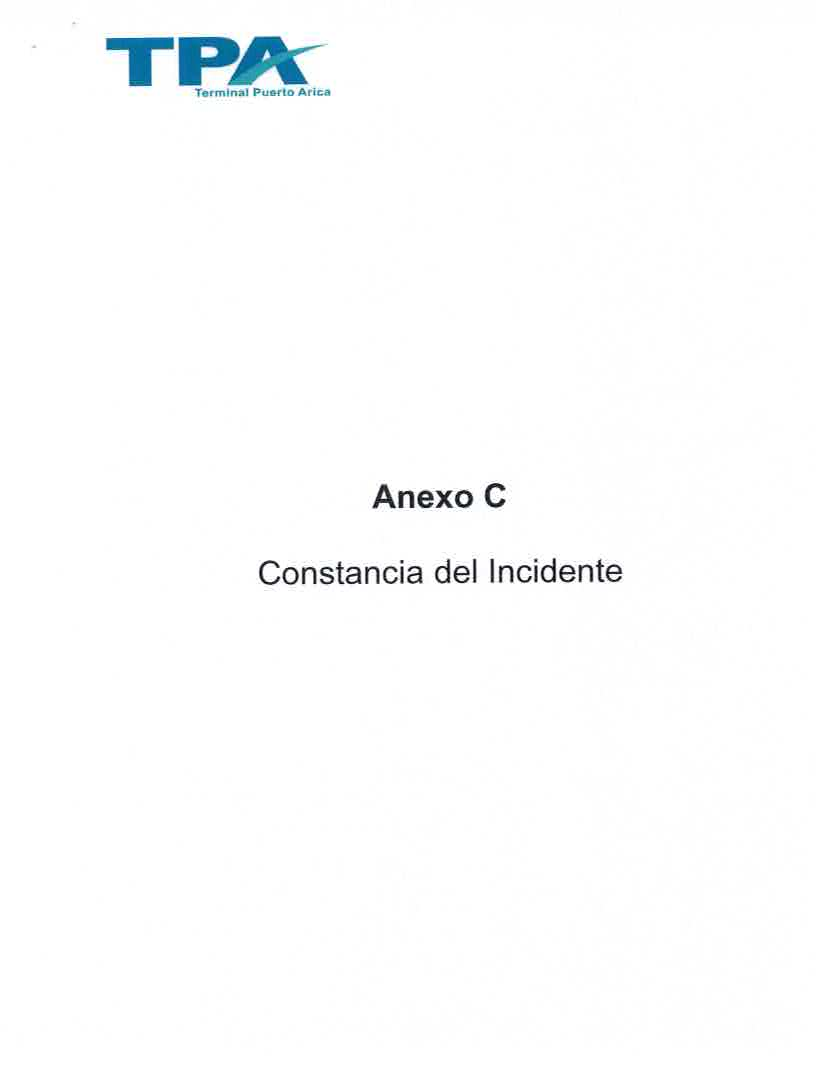 TPA
Terminal Puerto Arica
Anexo C
Constancia del Incidente